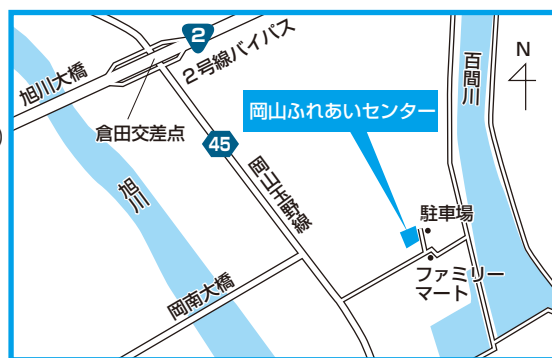 2
2号線バイパス
旭川大橋
倉田交差点
百間川
N
岡山ふれあいセンター
45
岡山玉野線
旭川
駐車場
岡南大橋
ファミリー
マート